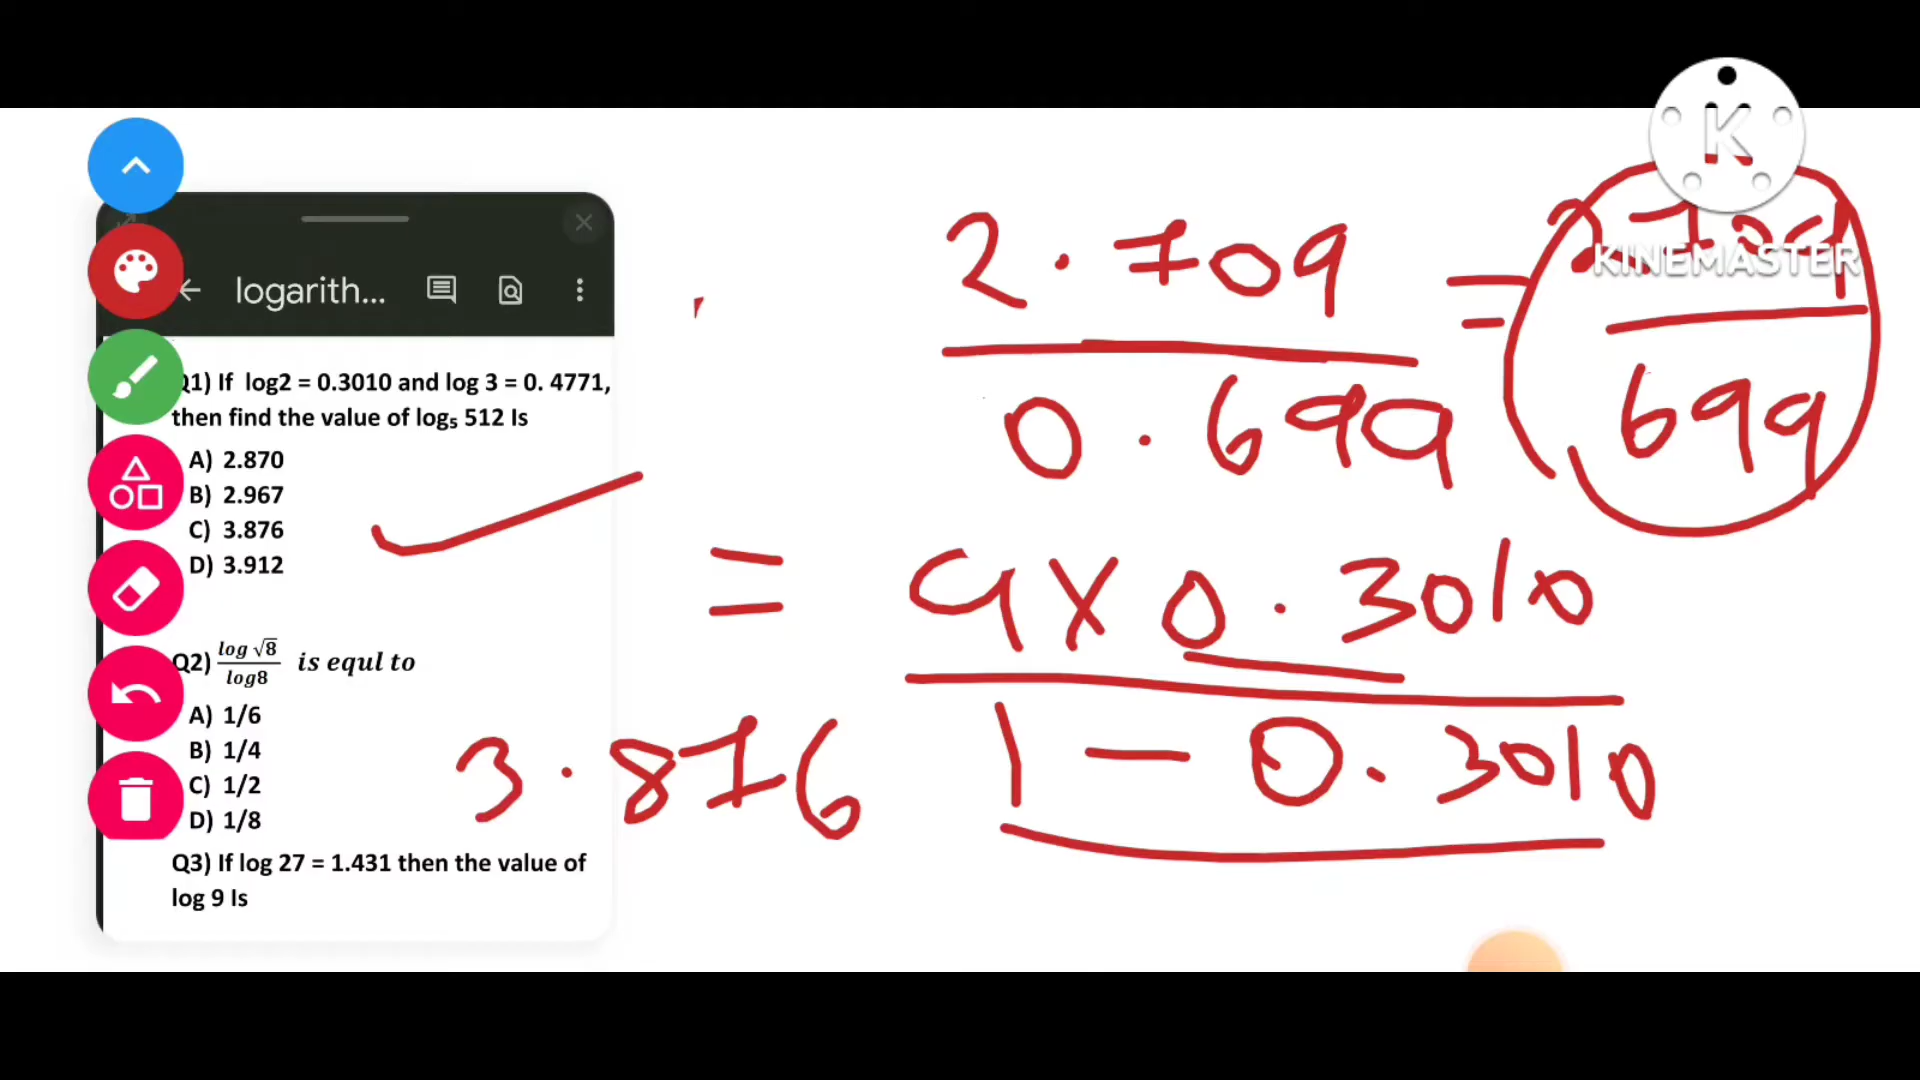 K
KINEMASTER
logarith...
Q1) If log2 = 0.3010 and log 3 = 0. 4771,
then find the value of log₅ 512 Is
A) 2.870
B) 2.967
C) 3.876
D) 3.912
Q2) log √8 / log8 is equl to
A) 1/6
B) 1/4
C) 1/2
D) 1/8
Q3) If log 27 = 1.431 then the value of
log 9 Is
2.709 / 0.699 = 2709 / 699
= 9 x 0.3010 / 1 - 0.3010
3.876